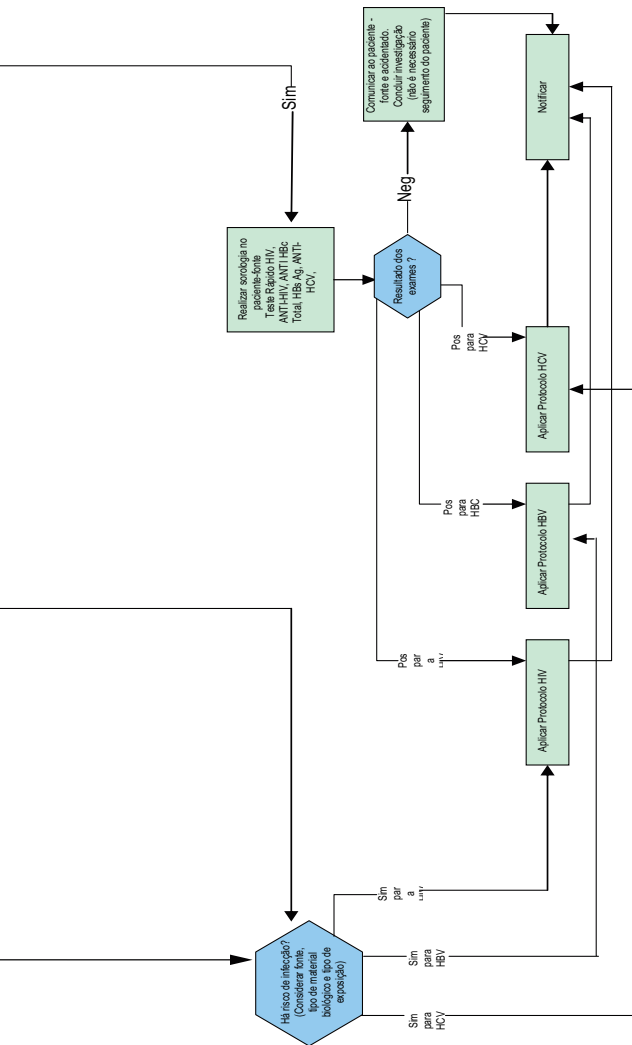 Sim
Realizar sorologia no
paciente-fonte
Teste Rápido HIV,
ANTI-HIV, ANTI HBc
Total, HBs Ag, ANTI-
HCV,
Resultado dos
exames ?
Neg
Comunicar ao paciente -
fonte e acidentado.
Concluir investigação
(não é necessário
seguimento do paciente)
Notificar
Pos
para
HCV
Aplicar Protocolo HCV
Pos
para
HBC
Aplicar Protocolo HBV
Pos
par
a
Aplicar Protocolo HIV
Há risco de infecção?
(Considerar fonte,
tipo de material
biológico e tipo de
exposição)
Sim
par
a
Sim
para
HBV
Sim
para
HCV